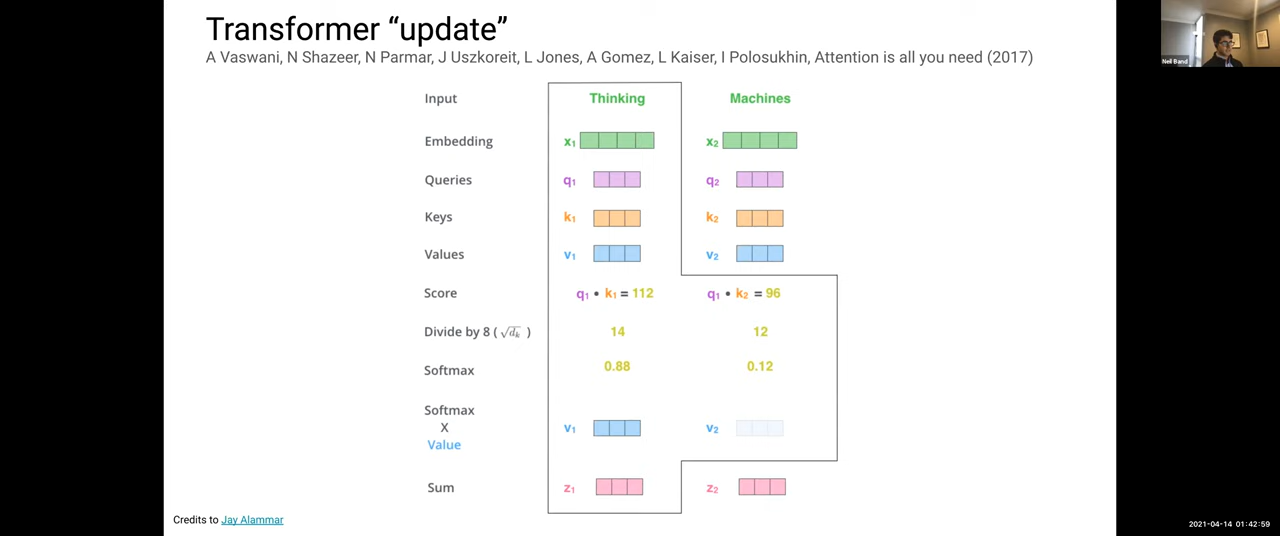 Transformer “update”
A Vaswani, N Shazeer, N Parmar, J Uszkoreit, L Jones, A Gomez, L Kaiser, I Polosukhin, Attention is all you need (2017)
Neil Band
Input Thinking Machines
Embedding x₁ x₂
Queries q₁ q₂
Keys k₁ k₂
Values v₁ v₂
Score q₁ • k₁ = 112 q₁ • k₂ = 96
Divide by 8 ( √dₖ ) 14 12
Softmax 0.88 0.12
Softmax
X
Value v₁ v₂
Sum z₁ z₂
Credits to Jay Alammar
2021-04-14 01:42:59